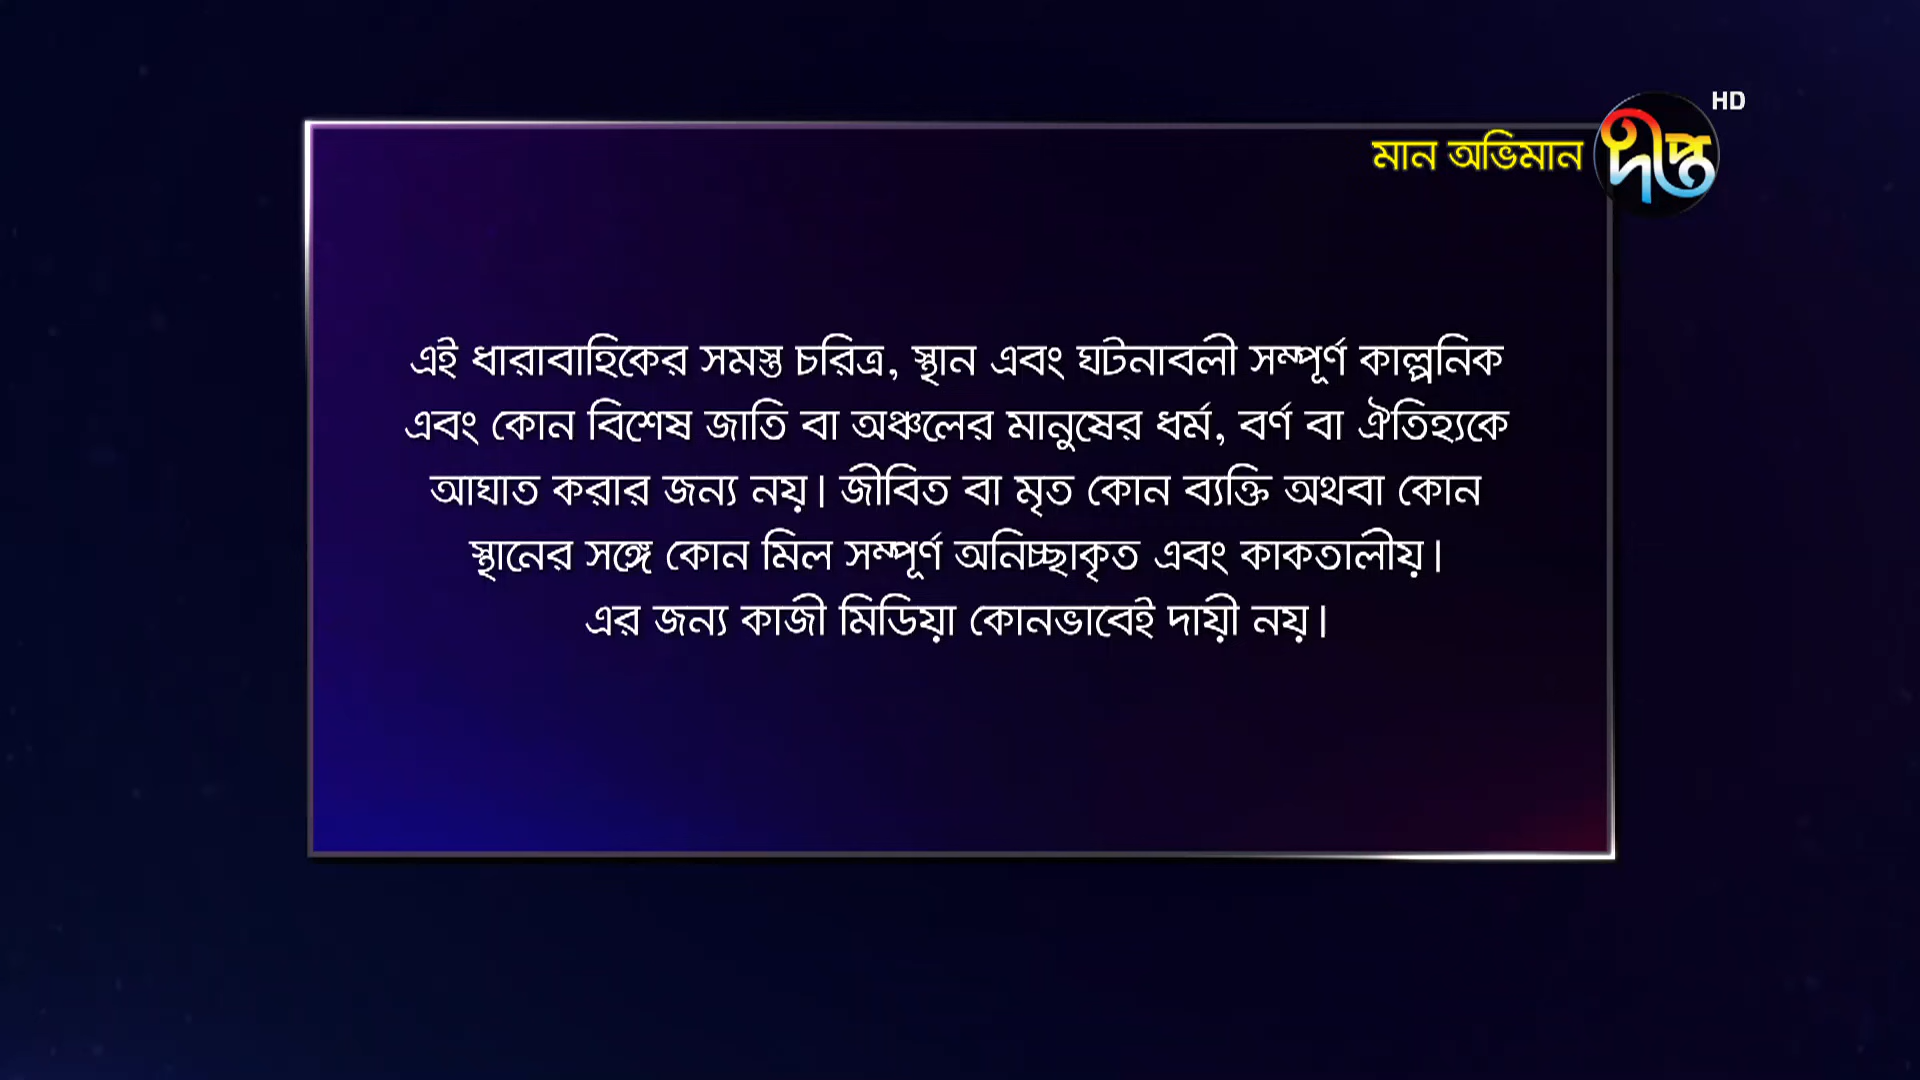 HD
মান অভিমান দীপ্ত
এই ধারাবাহিকের সমস্ত চরিত্র, স্থান এবং ঘটনাবলী সম্পূর্ণ কাল্পনিক
এবং কোন বিশেষ জাতি বা অঞ্চলের মানুষের ধর্ম, বর্ণ বা ঐতিহ্যকে
আঘাত করার জন্য নয়। জীবিত বা মৃত কোন ব্যক্তি অথবা কোন
স্থানের সঙ্গে কোন মিল সম্পূর্ণ অনিচ্ছাকৃত এবং কাকতালীয়।
এর জন্য কাজী মিডিয়া কোনভাবেই দায়ী নয়।